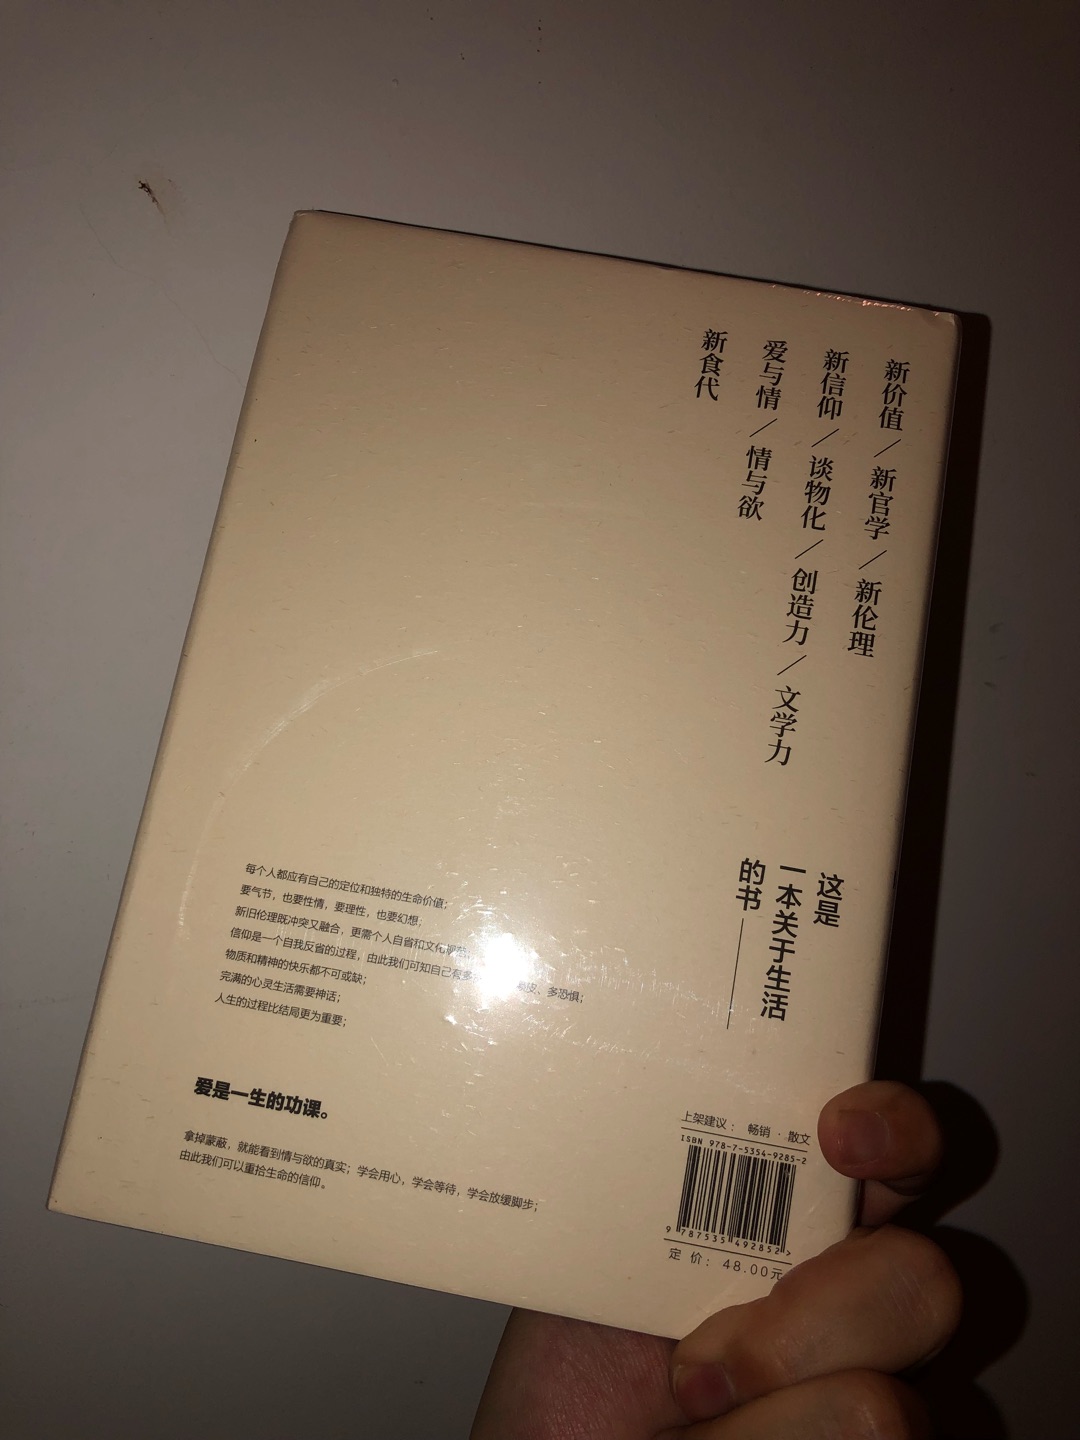 新价值/新官学/新伦理
新信仰/谈物化/创造力/文学力
爱与情/情与欲
新食代
这是
一本关于生活
的书——
每个人都应有自己的定位和独特的生命价值；
要气节，也要性情，要理性，也要幻想；
新旧伦理既冲突又融合，更需个人自省和文化
信仰是一个自我反省的过程，由此我们可知自己有多 皮、多恐惧；
物质和精神的快乐都不可或缺；
完满的心灵生活需要神话；
人生的过程比结局更为重要；
爱是一生的功课。
拿掉蒙蔽，就能看到情与欲的真实；学会用心，学会等待，学会放缓脚步；
由此我们可以重拾生命的信仰。
上架建议：畅销·散文
ISBN 978-7-5354-9285-2
9 787535 492852 >
定价：48.00元